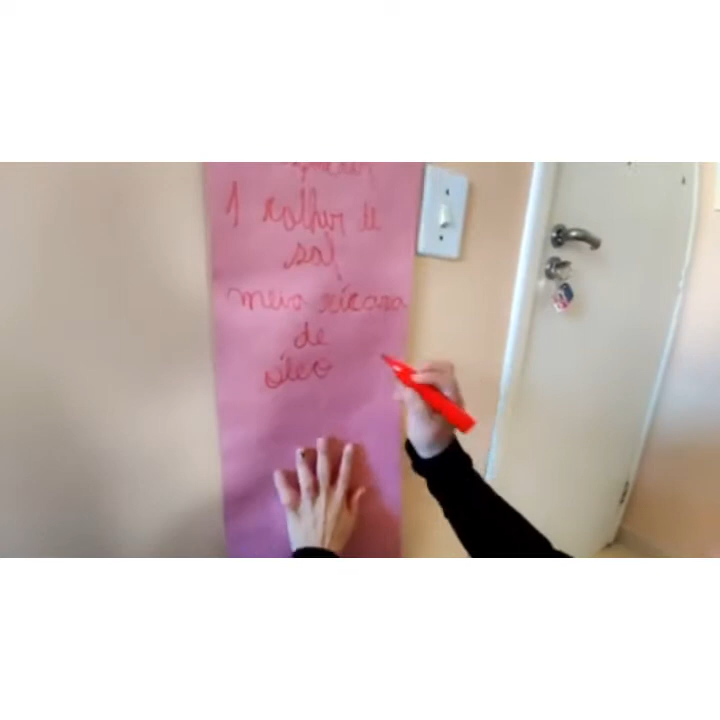 1 colher de
sal
meia xícara
de
óleo